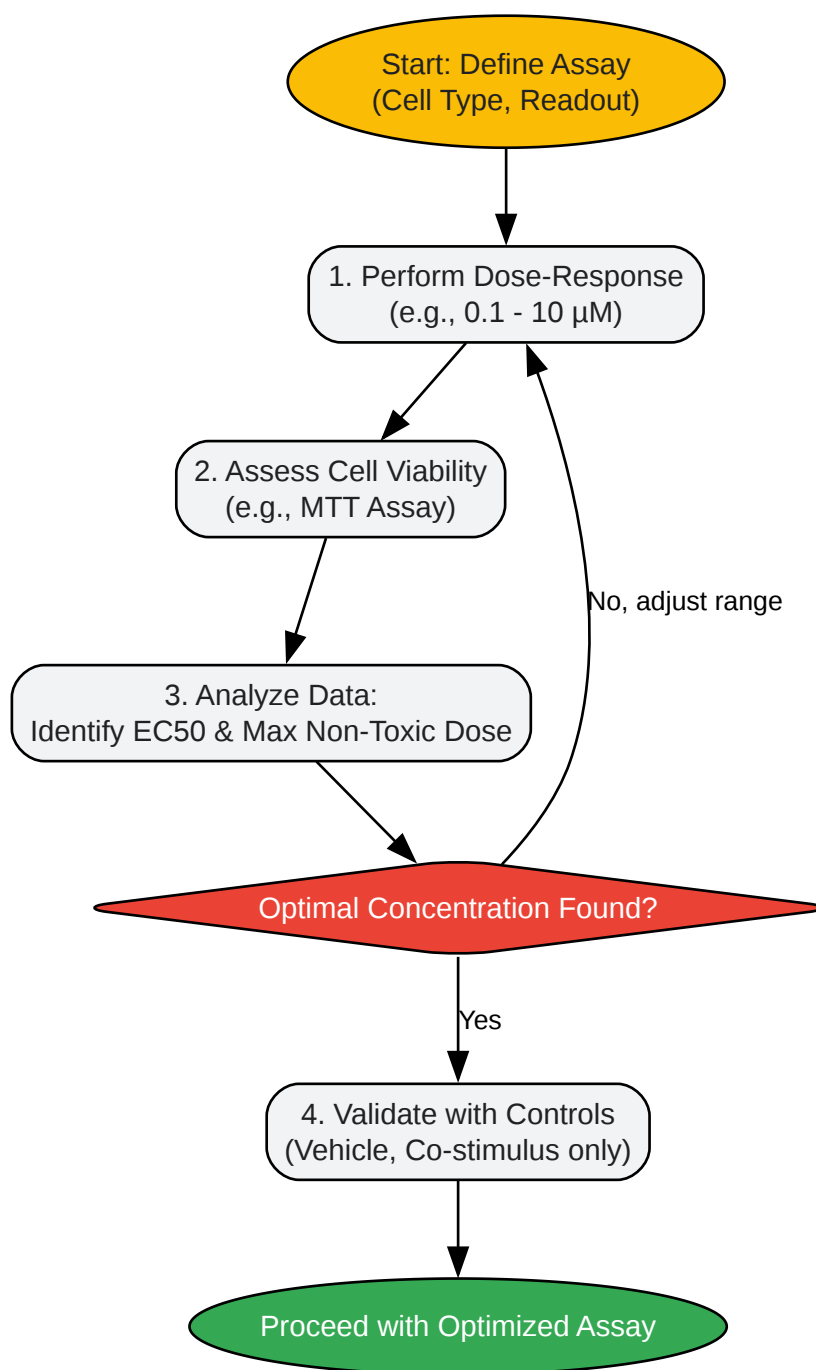 Start: Define Assay
(Cell Type, Readout)
1. Perform Dose-Response
(e.g., 0.1 - 10 µM)
2. Assess Cell Viability
(e.g., MTT Assay)
No, adjust range
3. Analyze Data:
Identify EC50 & Max Non-Toxic Dose
Optimal Concentration Found?
Yes
4. Validate with Controls
(Vehicle, Co-stimulus only)
Proceed with Optimized Assay